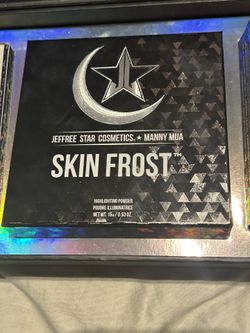 JEFFREE STAR COSMETICS. ★ MANNY MUA
SKIN FROST™
HIGHLIGHTING POWDER
POUDRE ILLUMINATRICE
NET WT. 15g / 0.53 OZ.